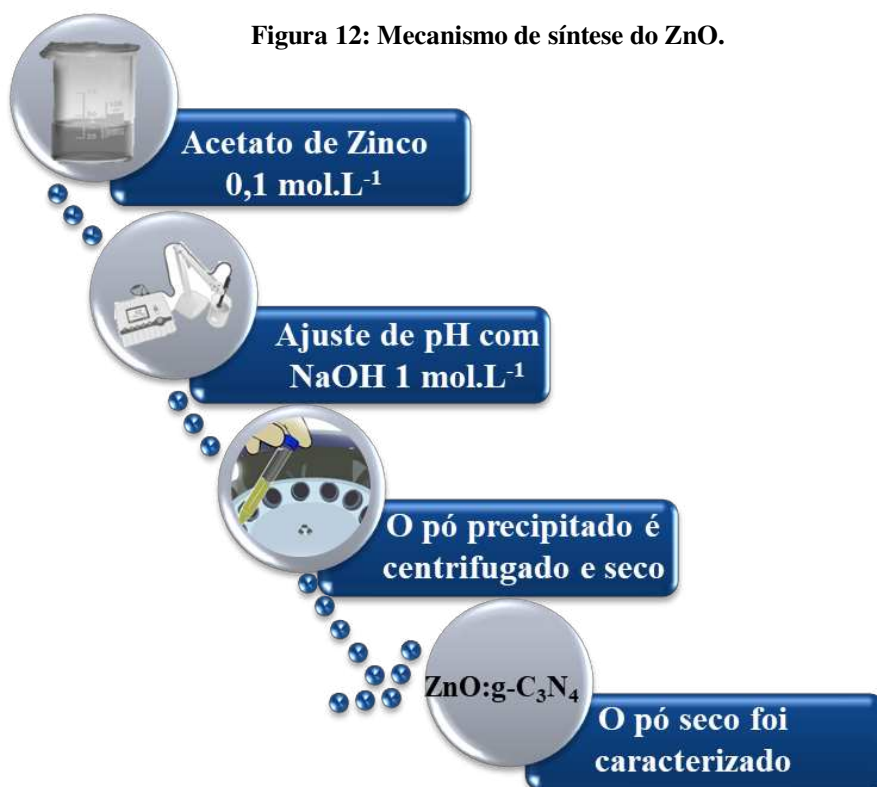 Figura 12: Mecanismo de síntese do ZnO.
Acetato de Zinco
0,1 mol.L⁻¹
Ajuste de pH com
NaOH 1 mol.L⁻¹
O pó precipitado é
centrifugado e seco
ZnO:g-C₃N₄
O pó seco foi
caracterizado